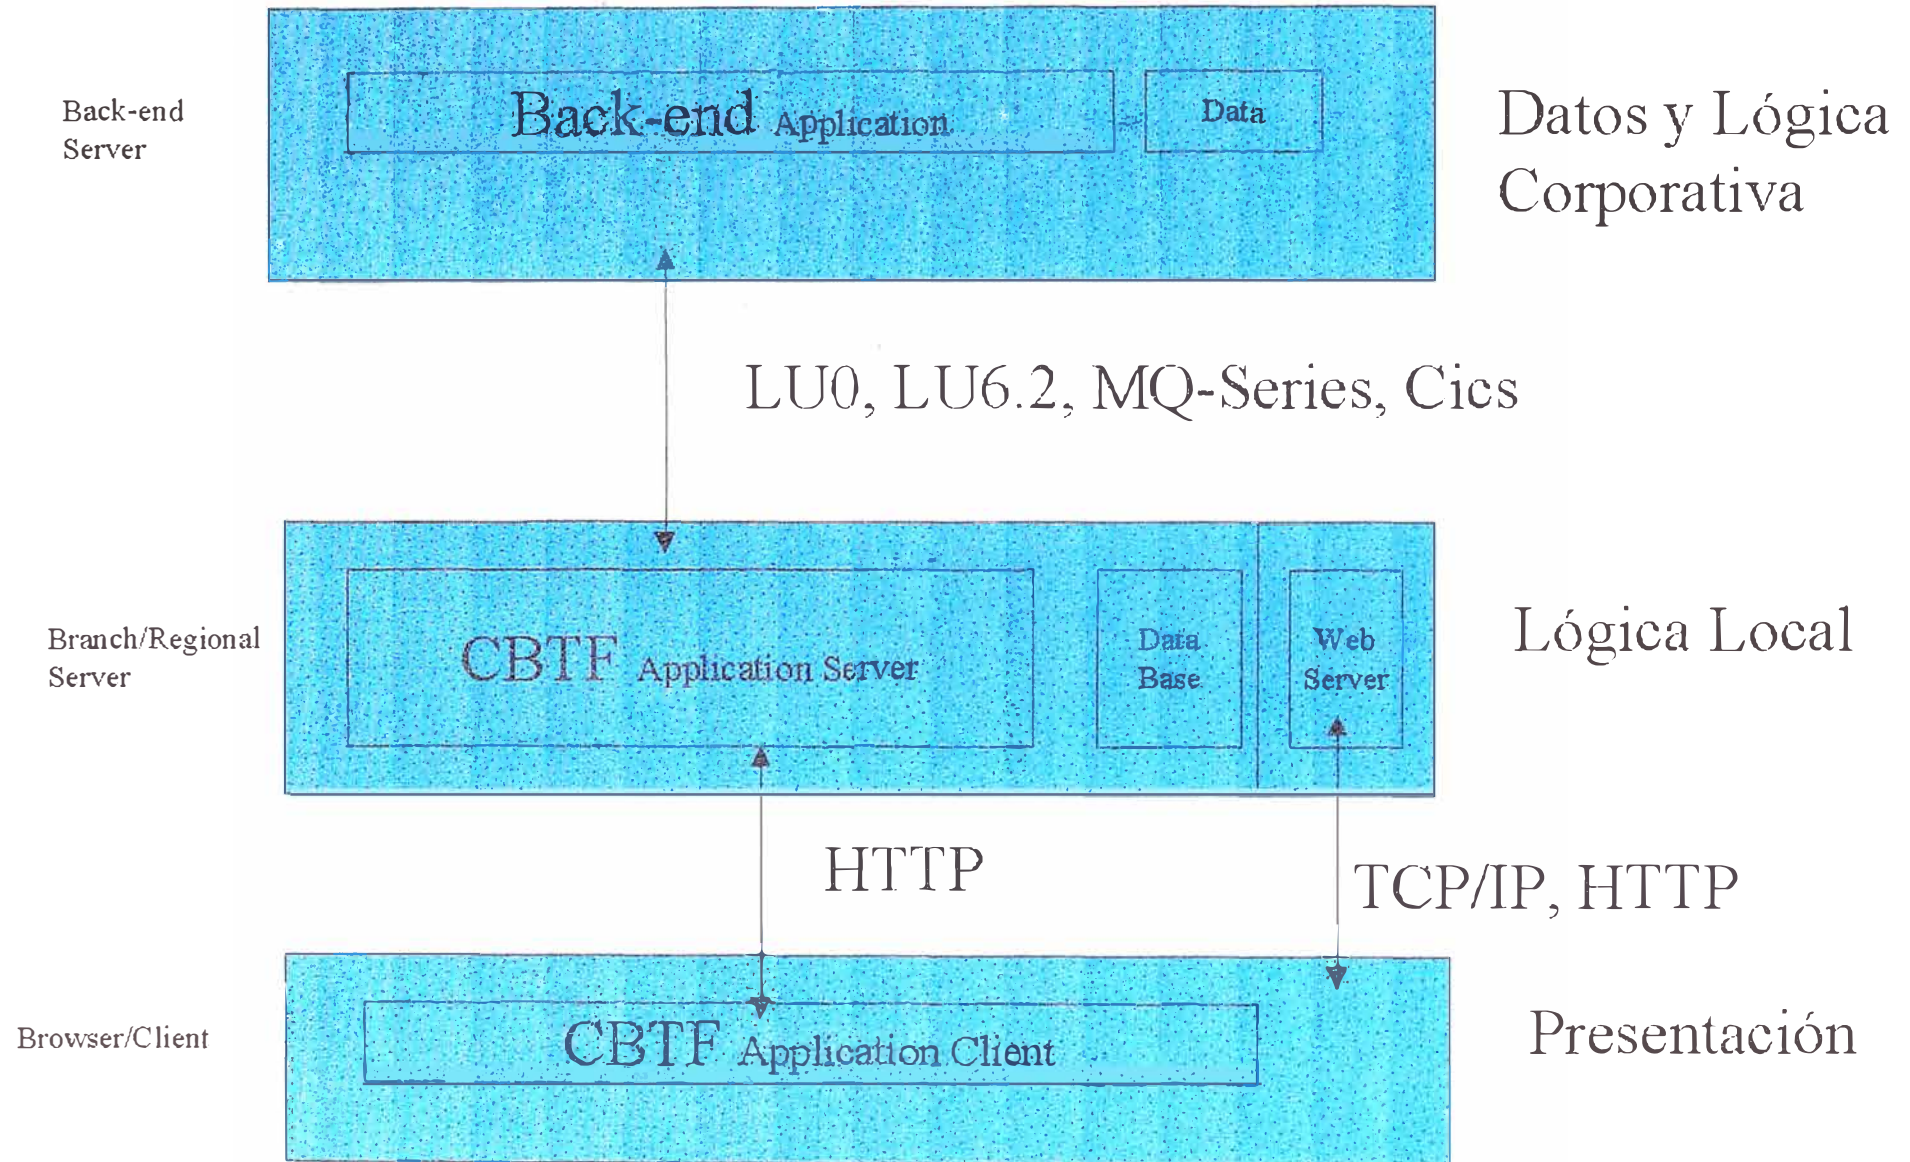 Back-end
Server
Back-end Application
Data
Datos y Lógica
Corporativa
LU0, LU6.2, MQ-Series, Cics
Branch/Regional
Server
CBTF Application Server
Data
Base
Web
Server
Lógica Local
HTTP
TCP/IP, HTTP
Browser/Client
CBTF Application Client
Presentación